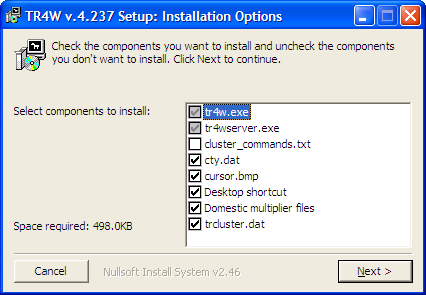 TR4W v.4.237 Setup: Installation Options
Check the components you want to install and uncheck the components
you don't want to install. Click Next to continue.
Select components to install:
tr4w.exe
tr4wserver.exe
cluster_commands.txt
cty.dat
cursor.bmp
Desktop shortcut
Domestic multiplier files
trcluster.dat
Space required: 498.0KB
Cancel
Nullsoft Install System v2.46
Next >